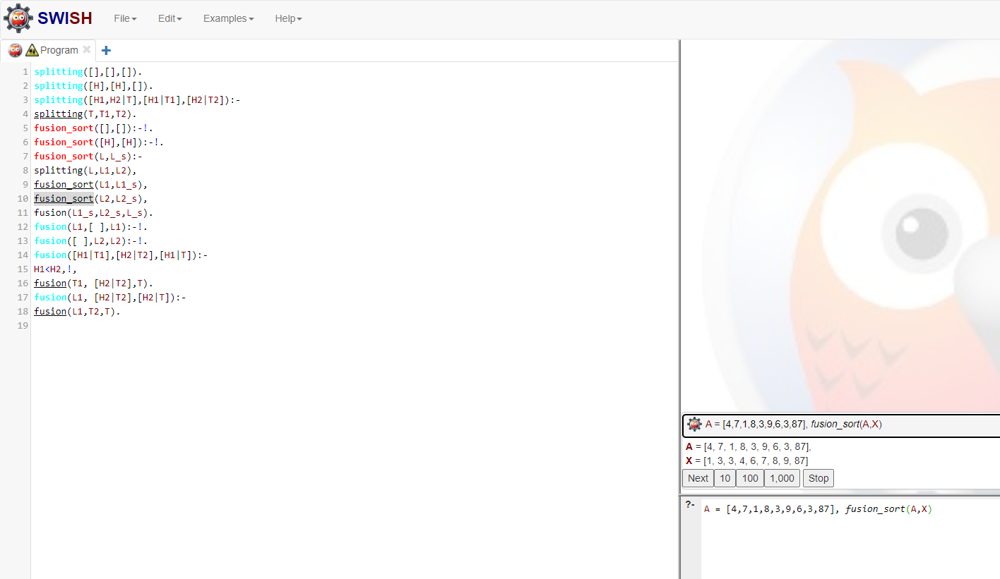 SWISH File Edit Examples Help
Program
1 splitting([],[],[]).
2 splitting([H],[H],[]).
3 splitting([H1,H2|T],[H1|T1],[H2|T2]):-
4 splitting(T,T1,T2).
5 fusion_sort([],[]):-!.
6 fusion_sort([H],[H]):-!.
7 fusion_sort(L,L_s):-
8 splitting(L,L1,L2),
9 fusion_sort(L1,L1_s),
10 fusion_sort(L2,L2_s),
11 fusion(L1_s,L2_s,L_s).
12 fusion(L1,[ ],L1):-!.
13 fusion([ ],L2,L2):-!.
14 fusion([H1|T1],[H2|T2],[H1|T]):-
15 H1<H2,!,
16 fusion(T1, [H2|T2],T).
17 fusion(L1, [H2|T2],[H2|T]):-
18 fusion(L1,T2,T).
19
A = [4,7,1,8,3,9,6,3,87], fusion_sort(A,X)
A = [4, 7, 1, 8, 3, 9, 6, 3, 87],
X = [1, 3, 3, 4, 6, 7, 8, 9, 87]
Next 10 100 1,000 Stop
?- A = [4,7,1,8,3,9,6,3,87], fusion_sort(A,X)